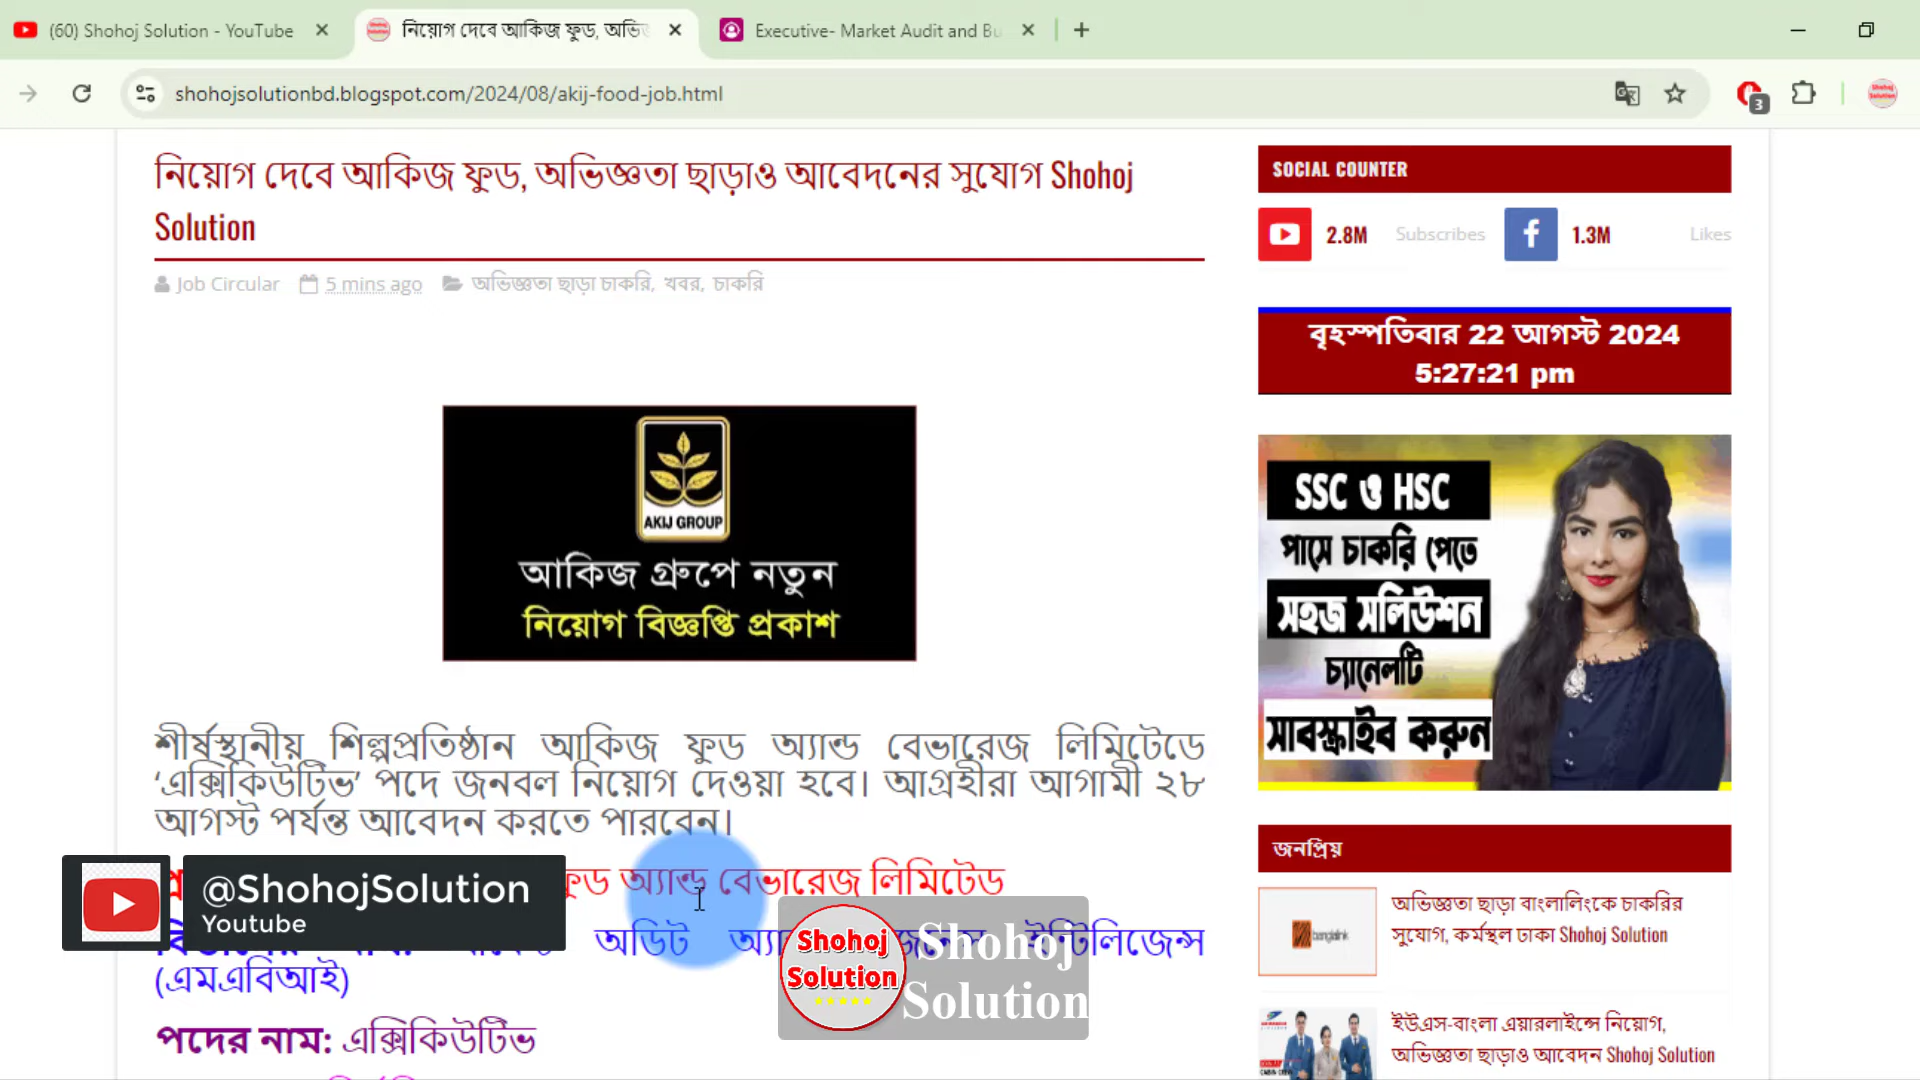 (60) Shohoj Solution - YouTube
নিয়োগ দেবে আকিজ ফুড, অভিজ
Executive- Market Audit and Bu
shohojsolutionbd.blogspot.com/2024/08/akij-food-job.html
3
নিয়োগ দেবে আকিজ ফুড, অভিজ্ঞতা ছাড়াও আবেদনের সুযোগ Shohoj
Solution
Job Circular 5 mins ago অভিজ্ঞতা ছাড়া চাকরি, খবর, চাকরি
AKIJ GROUP
আকিজ গ্রুপে নতুন
নিয়োগ বিজ্ঞপ্তি প্রকাশ
শীর্ষস্থানীয় শিল্পপ্রতিষ্ঠান আকিজ ফুড অ্যান্ড বেভারেজ লিমিটেডে
‘এক্সিকিউটিভ’ পদে জনবল নিয়োগ দেওয়া হবে। আগ্রহীরা আগামী ২৮
আগস্ট পর্যন্ত আবেদন করতে পারবেন।
ফুড অ্যান্ড বেভারেজ লিমিটেড
অডিট ইন্টিলিজেন্স
(এমএবিআই)
পদের নাম: এক্সিকিউটিভ
@ShohojSolution
Youtube
Shohoj
Solution
Shohoj
Solution
SOCIAL COUNTER
2.8M Subscribes 1.3M Likes
বৃহস্পতিবার 22 আগস্ট 2024
5:27:21 pm
SSC ও HSC
পাসে চাকরি পেতে
সহজ সলিউশন
চ্যানেলটি
সাবস্ক্রাইব করুন
জনপ্রিয়
banglalink
অভিজ্ঞতা ছাড়া বাংলালিংকে চাকরির
সুযোগ, কর্মস্থল ঢাকা Shohoj Solution
ইউএস-বাংলা এয়ারলাইন্সে নিয়োগ,
অভিজ্ঞতা ছাড়াও আবেদন Shohoj Solution